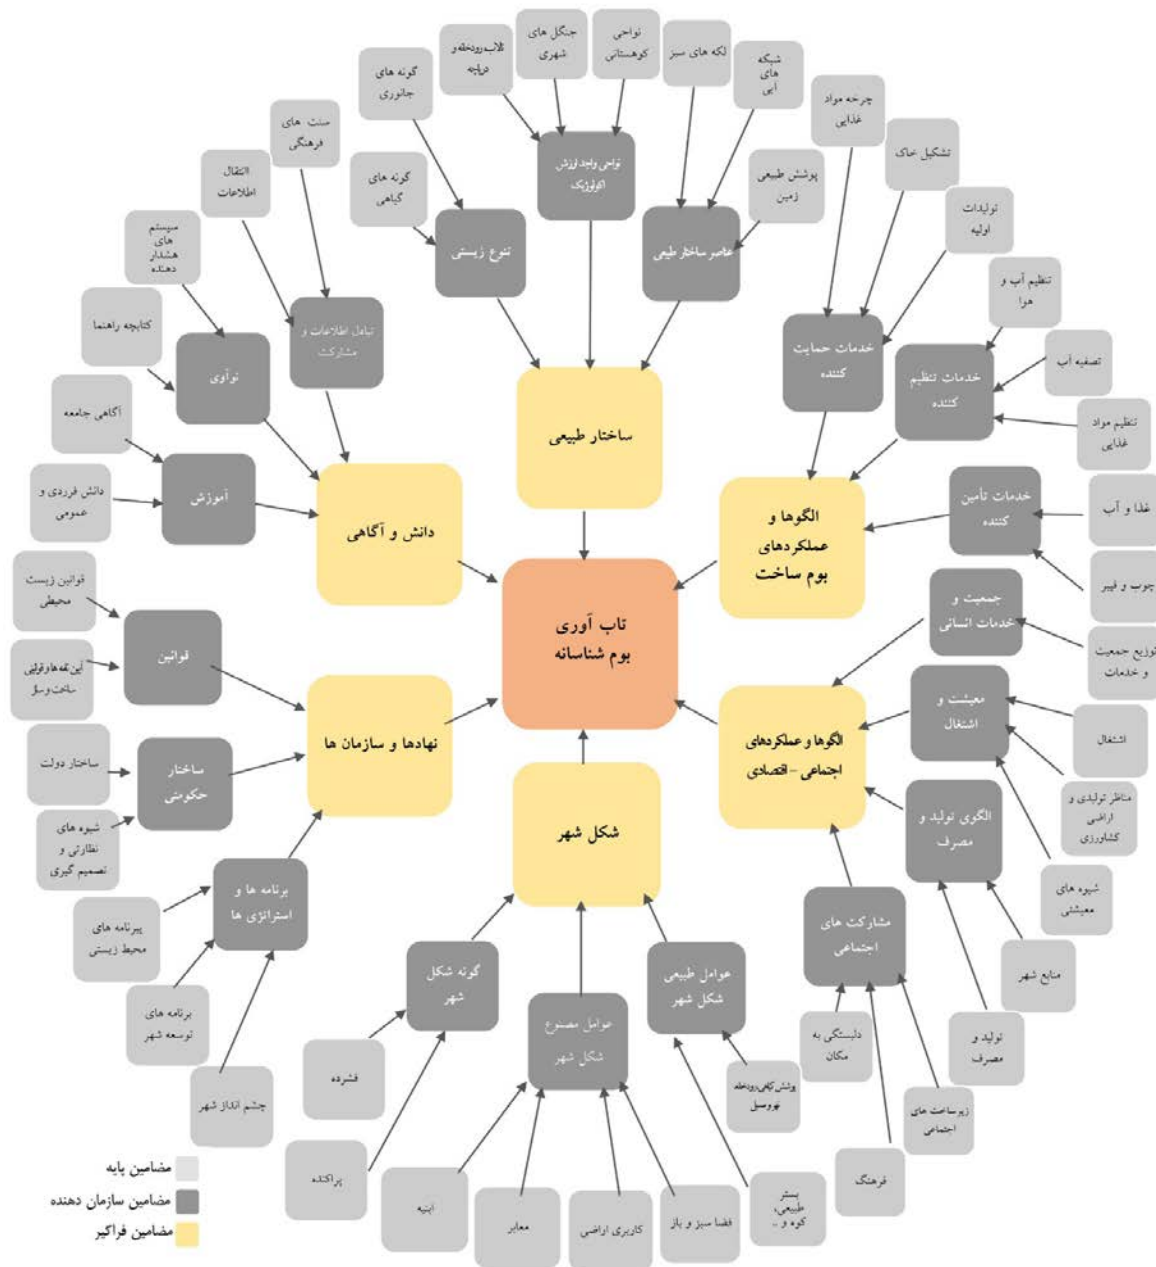 شبکه
های
آبی
لکه های سبز
نواحی
کوهستانی
جنگل های
شهری
تالاب، رودخانه و
دریاچه
گونه های
جانوری
گونه های
گیاهی
سنت های
فرهنگی
انتقال
اطلاعات
سیستم
های
هشدار
دهنده
کتابچه راهنما
آگاهی جامعه
دانش فردی و
عمومی
چرخه مواد
غذایی
تشکیل خاک
تولیدات
اولیه
پوشش طبیعی
زمین
تنظیم آب و
هوا
تصفیه آب
تنظیم مواد
غذایی
غذا و آب
چوب و فیبر
توزیع جمعیت
و خدمات
اشتغال
مناظر تولیدی و
اراضی
کشاورزی
شیوه های
معیشتی
منابع شهر
تولید و
مصرف
زیرساخت های
اجتماعی
فرهنگ
دلبستگی به
مکان
نواحی واجد ارزش
اکولوژیک
عناصر ساختار طبیعی
تنوع زیستی
تبادل اطلاعات و
مشارکت
نوآوی
آموزش
خدمات حمایت
کننده
خدمات تنظیم
کننده
خدمات تأمین
کننده
جمعیت و
خدمات انسانی
معیشت و
اشتغال
الگوی تولید و
مصرف
مشارکت های
اجتماعی
ساختار طبیعی
دانش و آگاهی
الگوها و
عملکردهای
بوم ساخت
تاب آوری
بوم شناسانه
نهادها و سازمان ها
الگوها و عملکردهای
اجتماعی – اقتصادی
شکل شهر
قوانین زیست
محیطی
آیین نامه ها و قوانین
ساخت و ساز
قوانین
ساختار
حکومتی
ساختار دولت
شیوه های
نظارتی و
تصمیم گیری
برنامه ها و
استراتژی ها
پیرنامه های
محیط زیستی
برنامه های
توسعه شهر
چشم انداز شهر
گونه شکل
شهر
عوامل مصنوع
شکل شهر
عوامل طبیعی
شکل شهر
فشرده
پراکنده
ابنیه
معابر
کاربری اراضی
فضا سبز و باز
بستر
طبیعی،
کوه و ..
پوشش گیاهی، رودخانه،
نهر و مسیل
مضامین پایه
مضامین سازمان دهنده
مضامین فراگیر